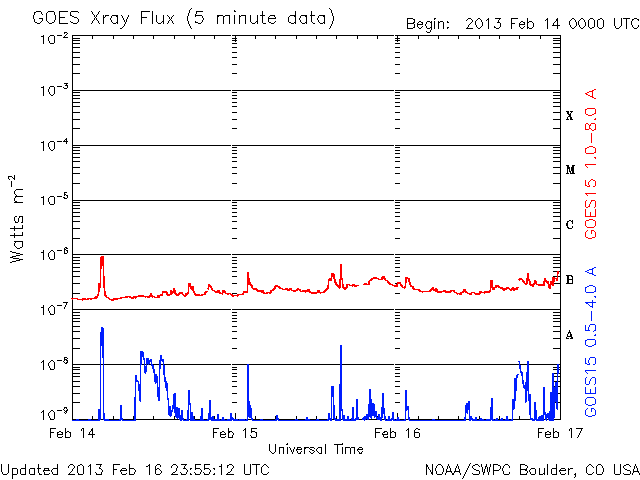 GOES Xray Flux (5 minute data)
Begin: 2013 Feb 14 0000 UTC
10⁻²
10⁻³
10⁻⁴
10⁻⁵
10⁻⁶
10⁻⁷
10⁻⁸
10⁻⁹
Watts m⁻²
X
M
C
B
A
GOES15 1.0-8.0 A
GOES15 0.5-4.0 A
Feb 14
Feb 15
Feb 16
Feb 17
Universal Time
Updated 2013 Feb 16 23:55:12 UTC
NOAA/SWPC Boulder, CO USA